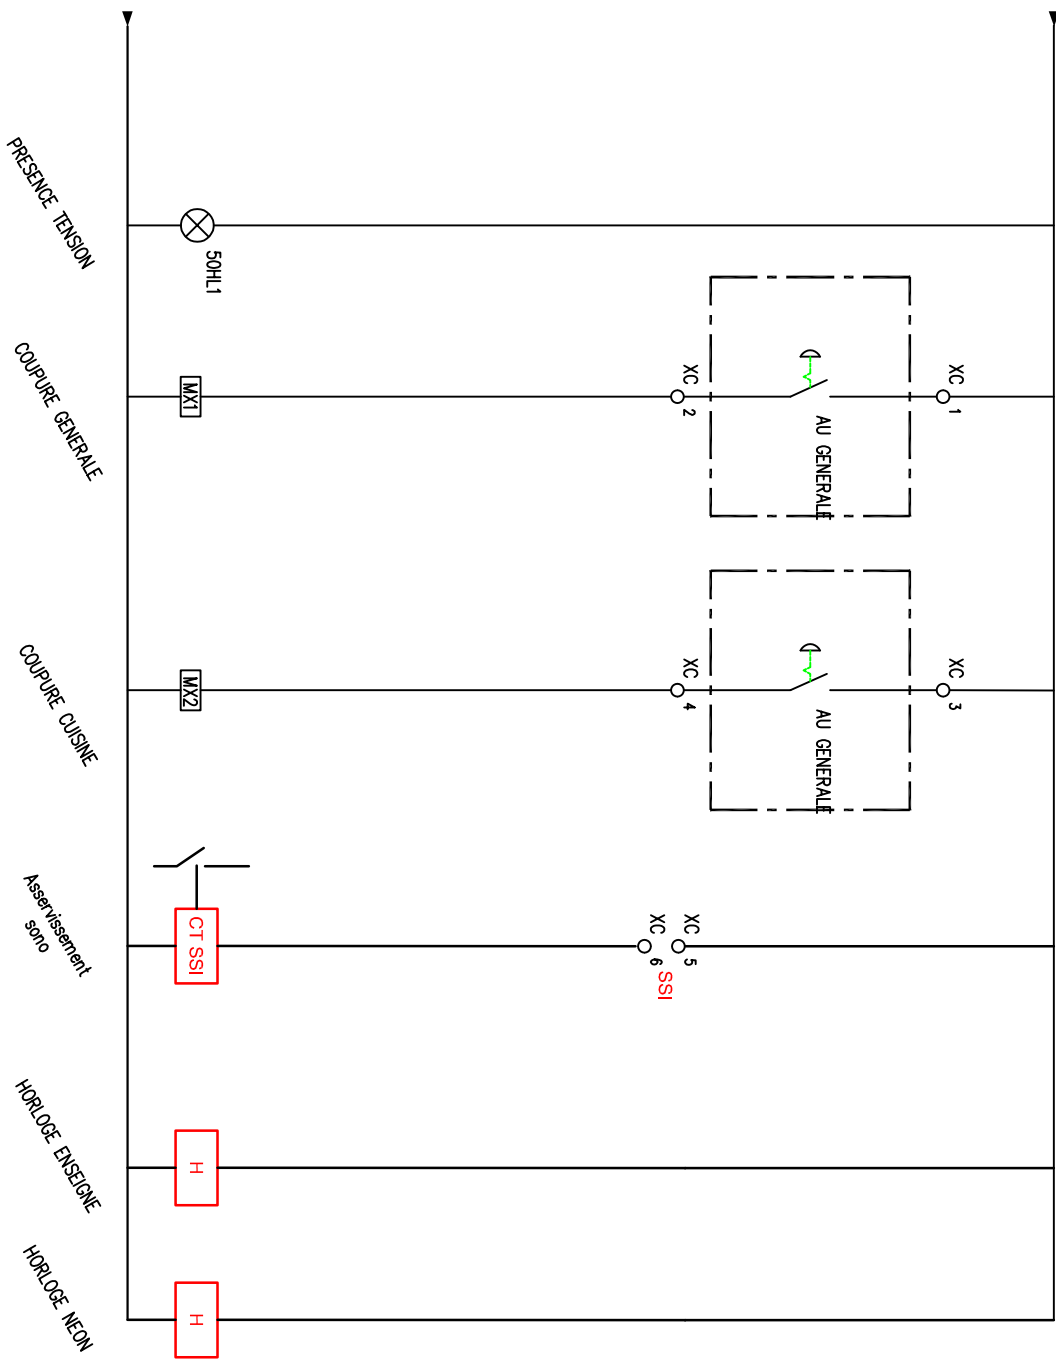 PRESENCE TENSION
50HL1
COUPURE GENERALE
MX1
XC
2
AU GENERALE
XC
1
COUPURE CUISINE
MX2
XC
4
AU GENERALE
XC
3
Asservissement
sono
CT SSI
XC
6
XC
5
SSI
HORLOGE ENSEIGNE
H
HORLOGE NEON
H